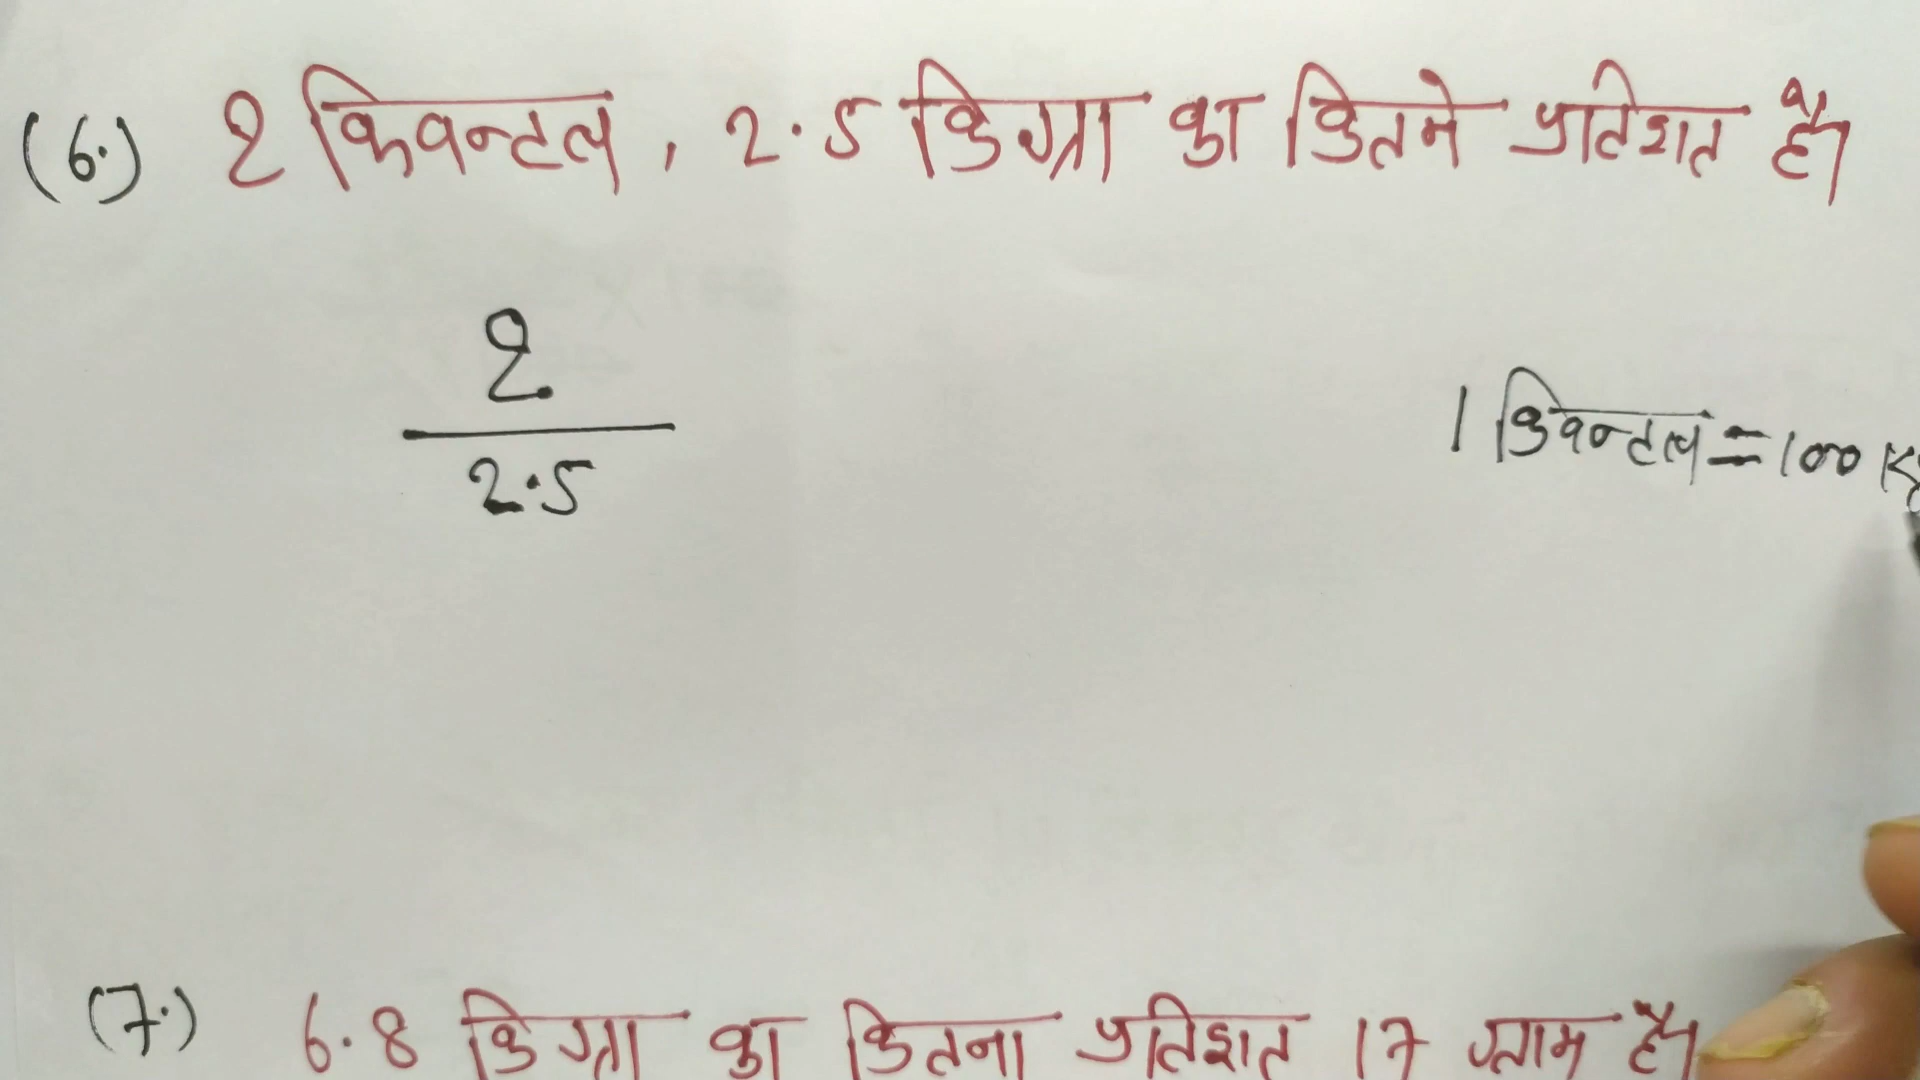 (6.) 2 क्विन्टल, 2.5 किग्रा का कितने प्रतिशत है।
2
2.5
1 क्विन्टल = 100 Kg
(7.) 6.8 किग्रा का कितना प्रतिशत 17 ग्राम है।